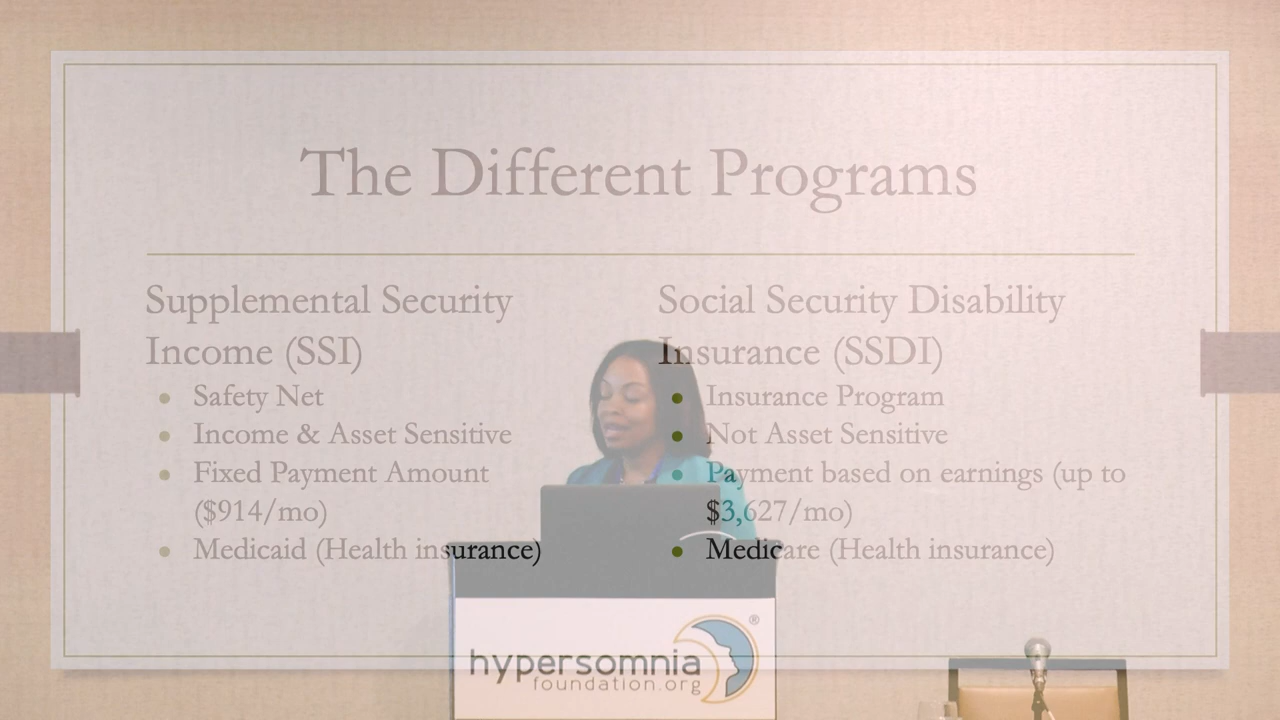 The Different Programs
Supplemental Security
Income (SSI)
• Safety Net
• Income & Asset Sensitive
• Fixed Payment Amount
($914/mo)
• Medicaid (Health insurance)
Social Security Disability
Insurance (SSDI)
• Insurance Program
• Not Asset Sensitive
• Payment based on earnings (up to
$3,627/mo)
• Medicare (Health insurance)
®
hypersomnia
foundation.org